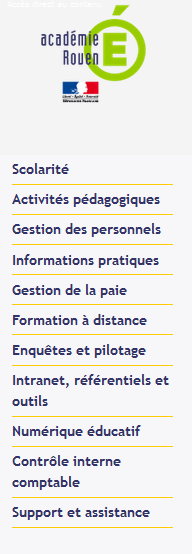 Accès direct au contenu
académie
Rouen
Liberté • Égalité • Fraternité
RÉPUBLIQUE FRANÇAISE
Scolarité
Activités pédagogiques
Gestion des personnels
Informations pratiques
Gestion de la paie
Formation à distance
Enquêtes et pilotage
Intranet, référentiels et
outils
Numérique éducatif
Contrôle interne
comptable
Support et assistance